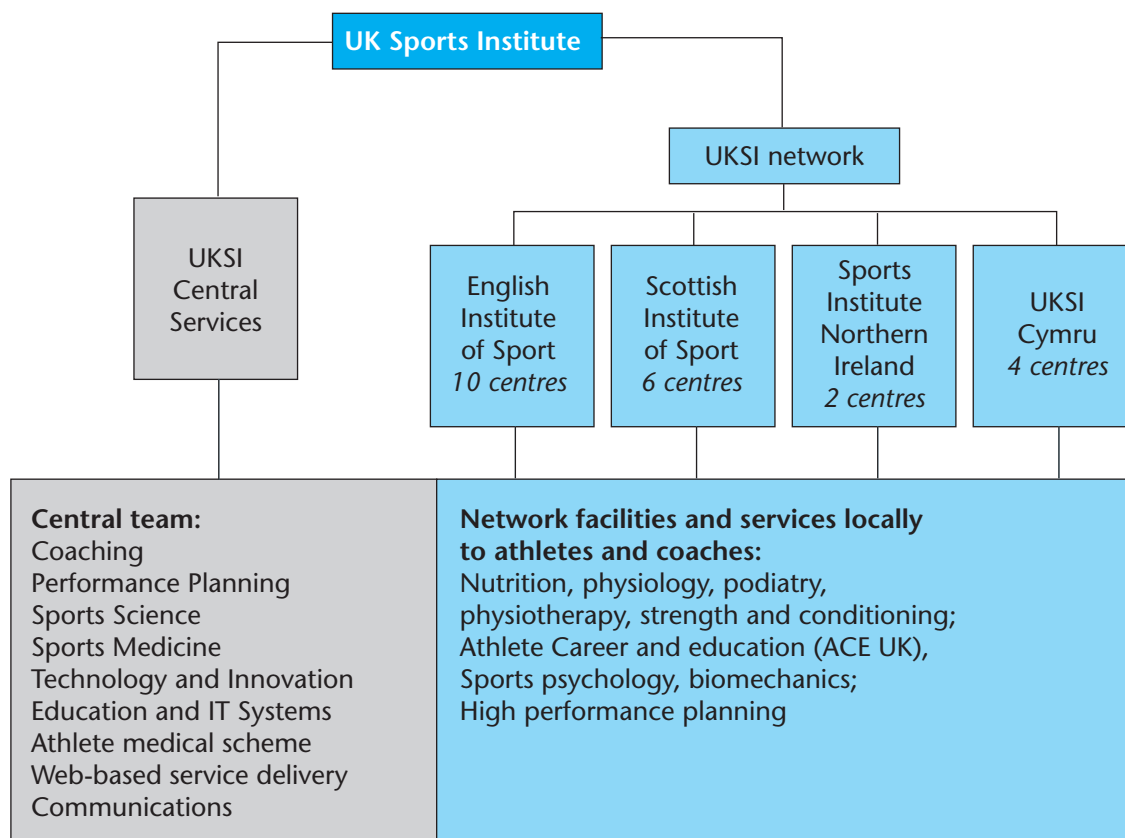 UK Sports Institute
UKSI network
UKSI
Central
Services
English
Institute
of Sport
10 centres
Scottish
Institute
of Sport
6 centres
Sports
Institute
Northern
Ireland
2 centres
UKSI
Cymru
4 centres
Central team:
Coaching
Performance Planning
Sports Science
Sports Medicine
Technology and Innovation
Education and IT Systems
Athlete medical scheme
Web-based service delivery
Communications
Network facilities and services locally
to athletes and coaches:
Nutrition, physiology, podiatry,
physiotherapy, strength and conditioning;
Athlete Career and education (ACE UK),
Sports psychology, biomechanics;
High performance planning